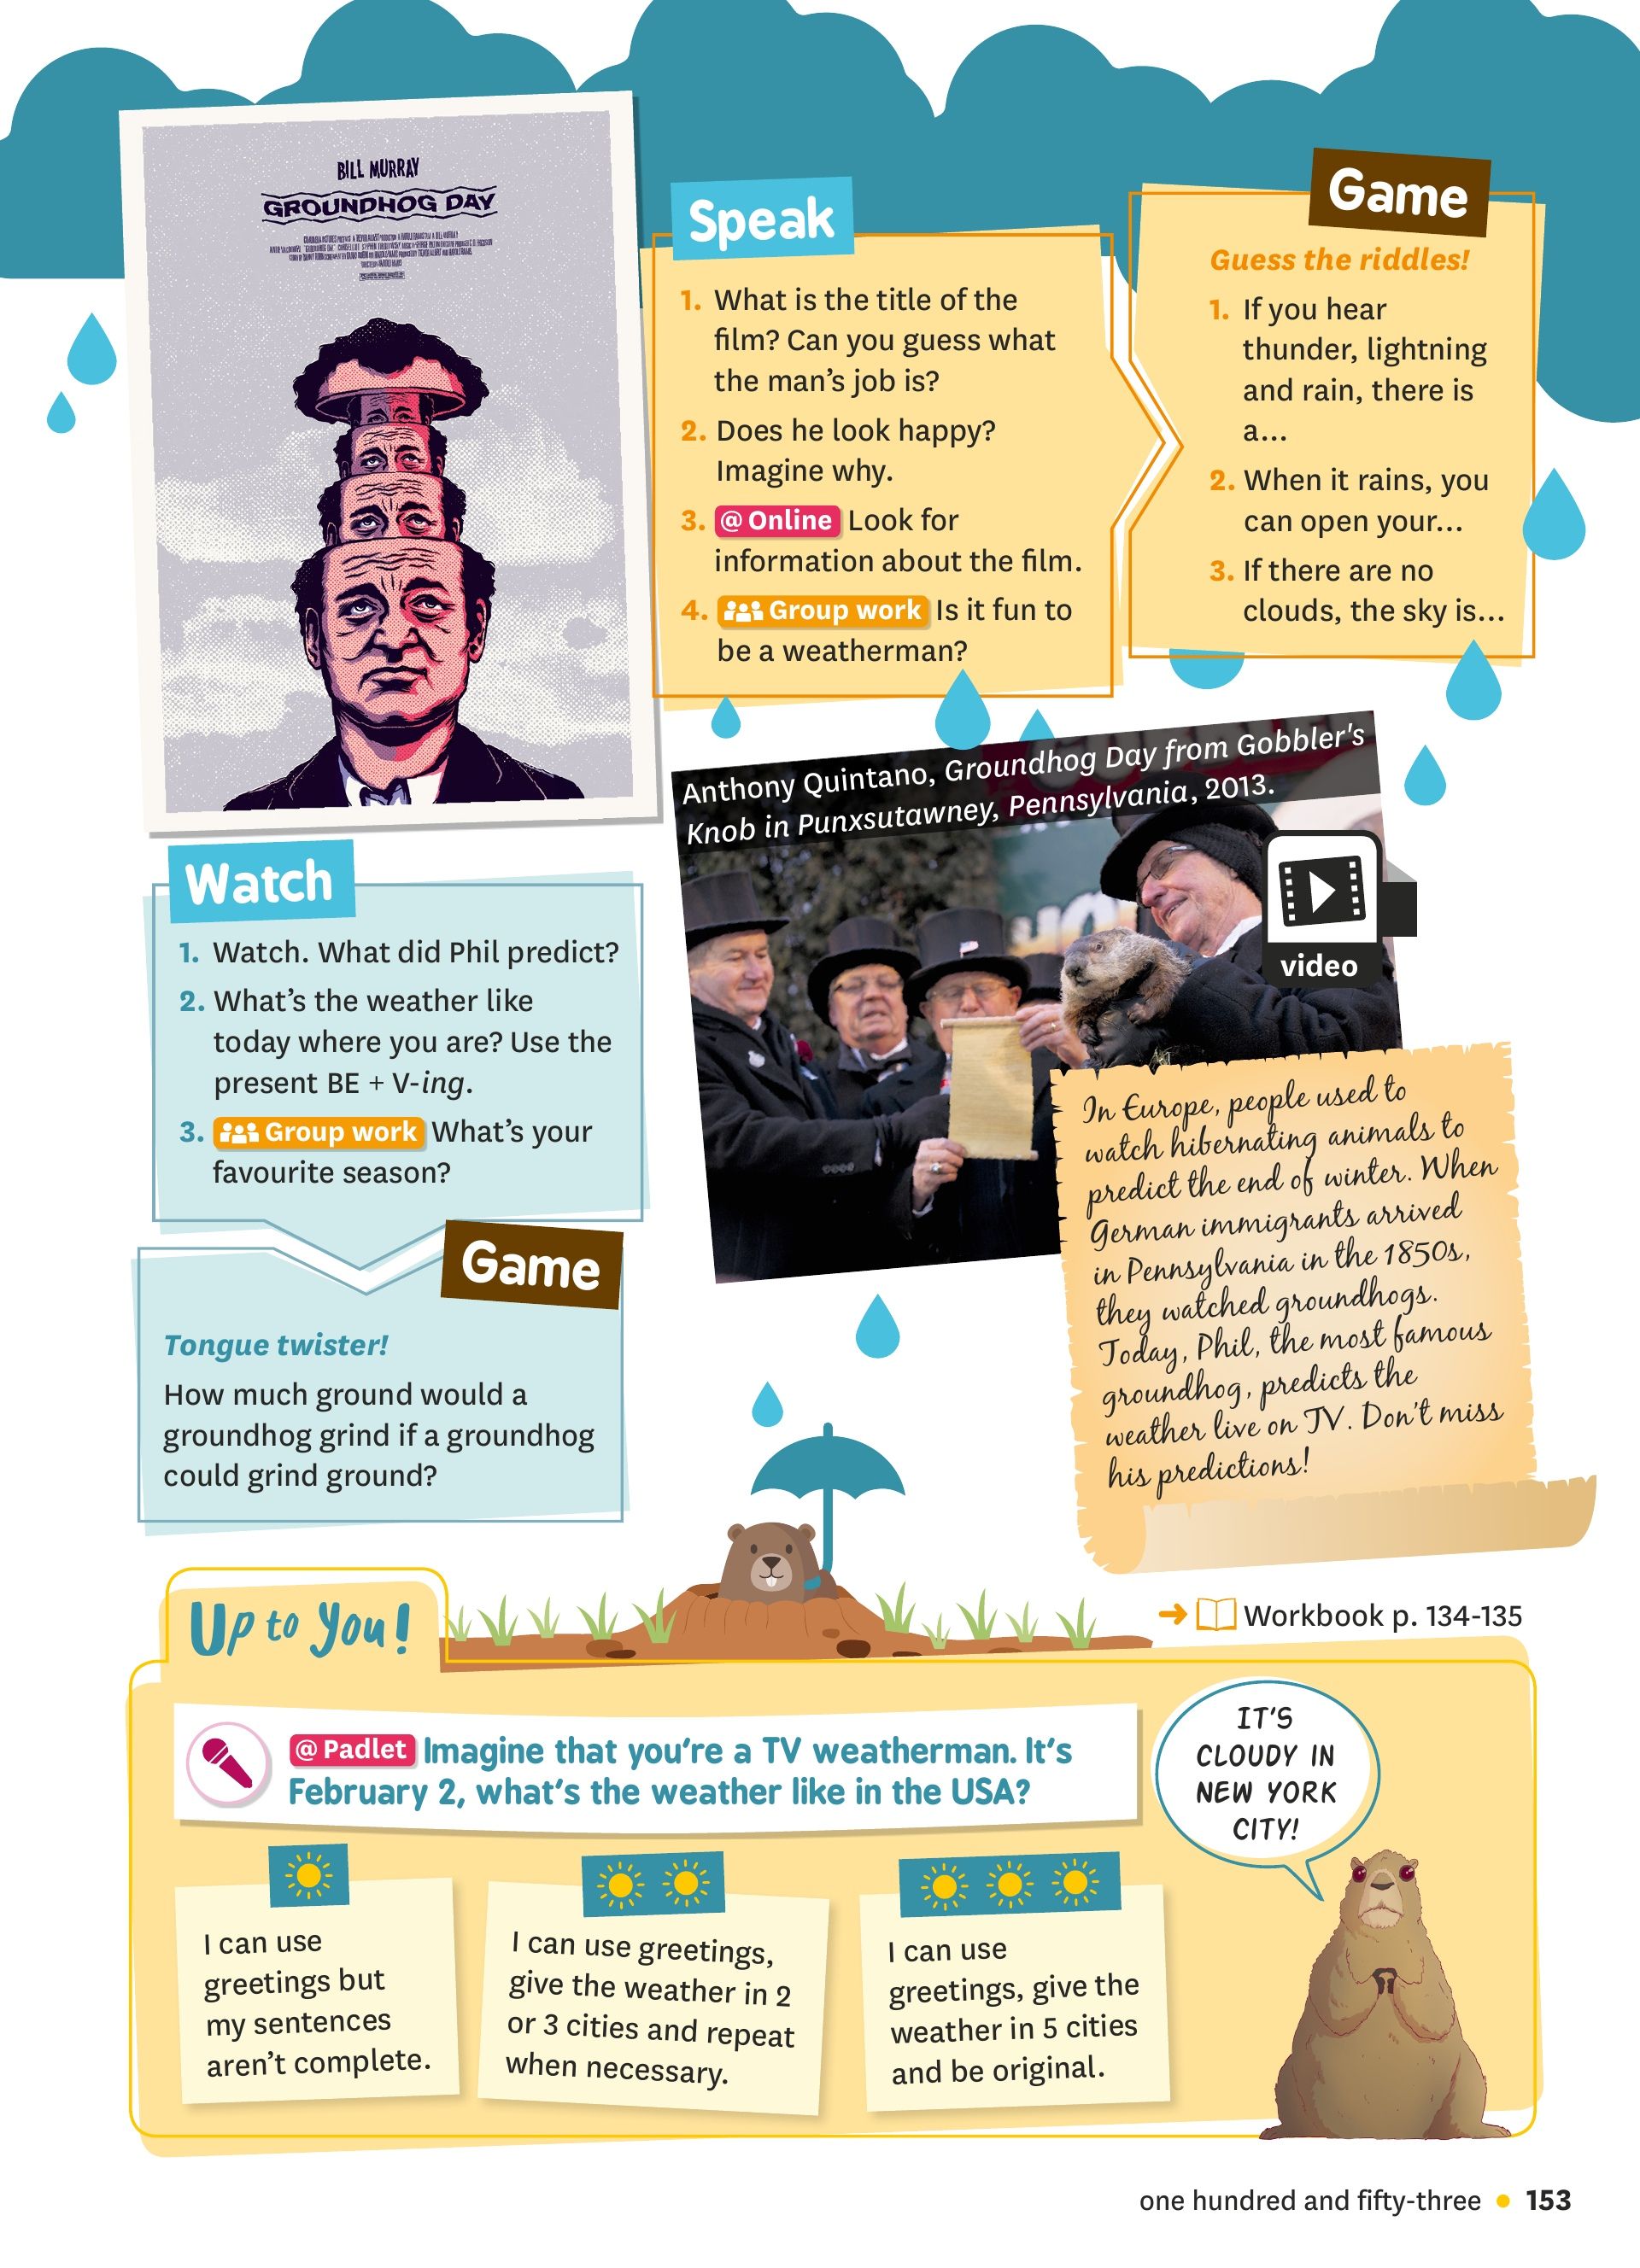 BILL MURRAY
GROUNDHOG DAY
Speak
1. What is the title of the
film? Can you guess what
the man's job is?
2. Does he look happy?
Imagine why.
3. @ Online Look for
information about the film.
4. Group work Is it fun to
be a weatherman?
Game
Guess the riddles!
1. If you hear
thunder, lightning
and rain, there is
a...
2. When it rains, you
can open your...
3. If there are no
clouds, the sky is...
Anthony Quintano, Groundhog Day from Gobbler's
Knob in Punxsutawney, Pennsylvania, 2013.
video
Watch
1. Watch. What did Phil predict?
2. What's the weather like
today where you are? Use the
present BE + V-ing.
3. Group work What's your
favourite season?
Game
Tongue twister!
How much ground would a
groundhog grind if a groundhog
could grind ground?
In Europe, people used to
watch hibernating animals to
predict the end of winter. When
German immigrants arrived
in Pennsylvania in the 1850s,
they watched groundhogs.
Today, Phil, the most famous
groundhog, predicts the
weather live on TV. Don't miss
his predictions!
Workbook p. 134-135
Up to You!
@ Padlet Imagine that you're a TV weatherman. It's
February 2, what's the weather like in the USA?
IT'S
CLOUDY IN
NEW YORK
CITY!
I can use
greetings but
my sentences
aren't complete.
I can use greetings,
give the weather in 2
or 3 cities and repeat
when necessary.
I can use
greetings, give the
weather in 5 cities
and be original.
one hundred and fifty-three • 153